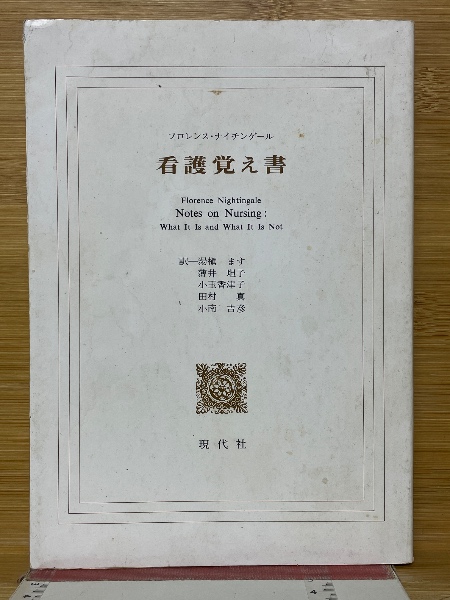 フロレンス・ナイチンゲール
看護覚え書
Florence Nightingale
Notes on Nursing:
What It Is and What It Is Not
訳—湯槇 ます
薄井 坦子
小玉香津子
田村 真
小南 吉彦
現代社